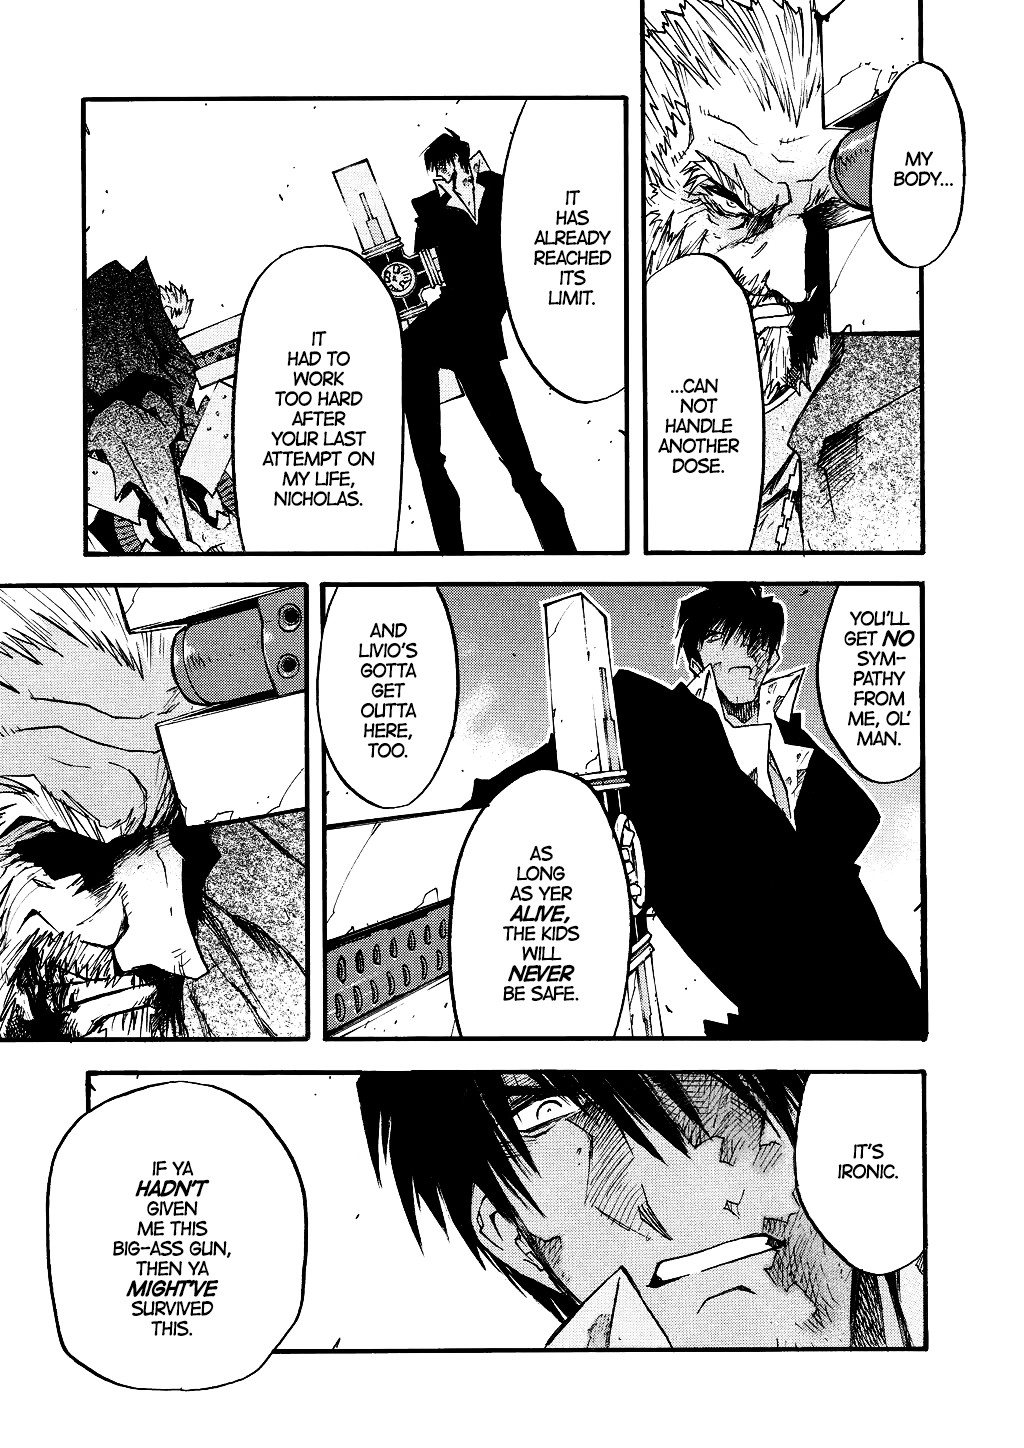 MY
BODY...
...CAN
NOT
HANDLE
ANOTHER
DOSE.
IT
HAS
ALREADY
REACHED
ITS
LIMIT.
IT
HAD TO
WORK
TOO HARD
AFTER
YOUR LAST
ATTEMPT ON
MY LIFE,
NICHOLAS.
YOU'LL
GET NO
SYM-
PATHY
FROM
ME, OL'
MAN.
AS
LONG
AS YER
ALIVE,
THE KIDS
WILL
NEVER
BE SAFE.
AND
LIVIO'S
GOTTA
GET
OUTTA
HERE,
TOO.
IT'S
IRONIC.
IF YA
HADN'T
GIVEN
ME THIS
BIG-ASS GUN,
THEN YA
MIGHT'VE
SURVIVED
THIS.